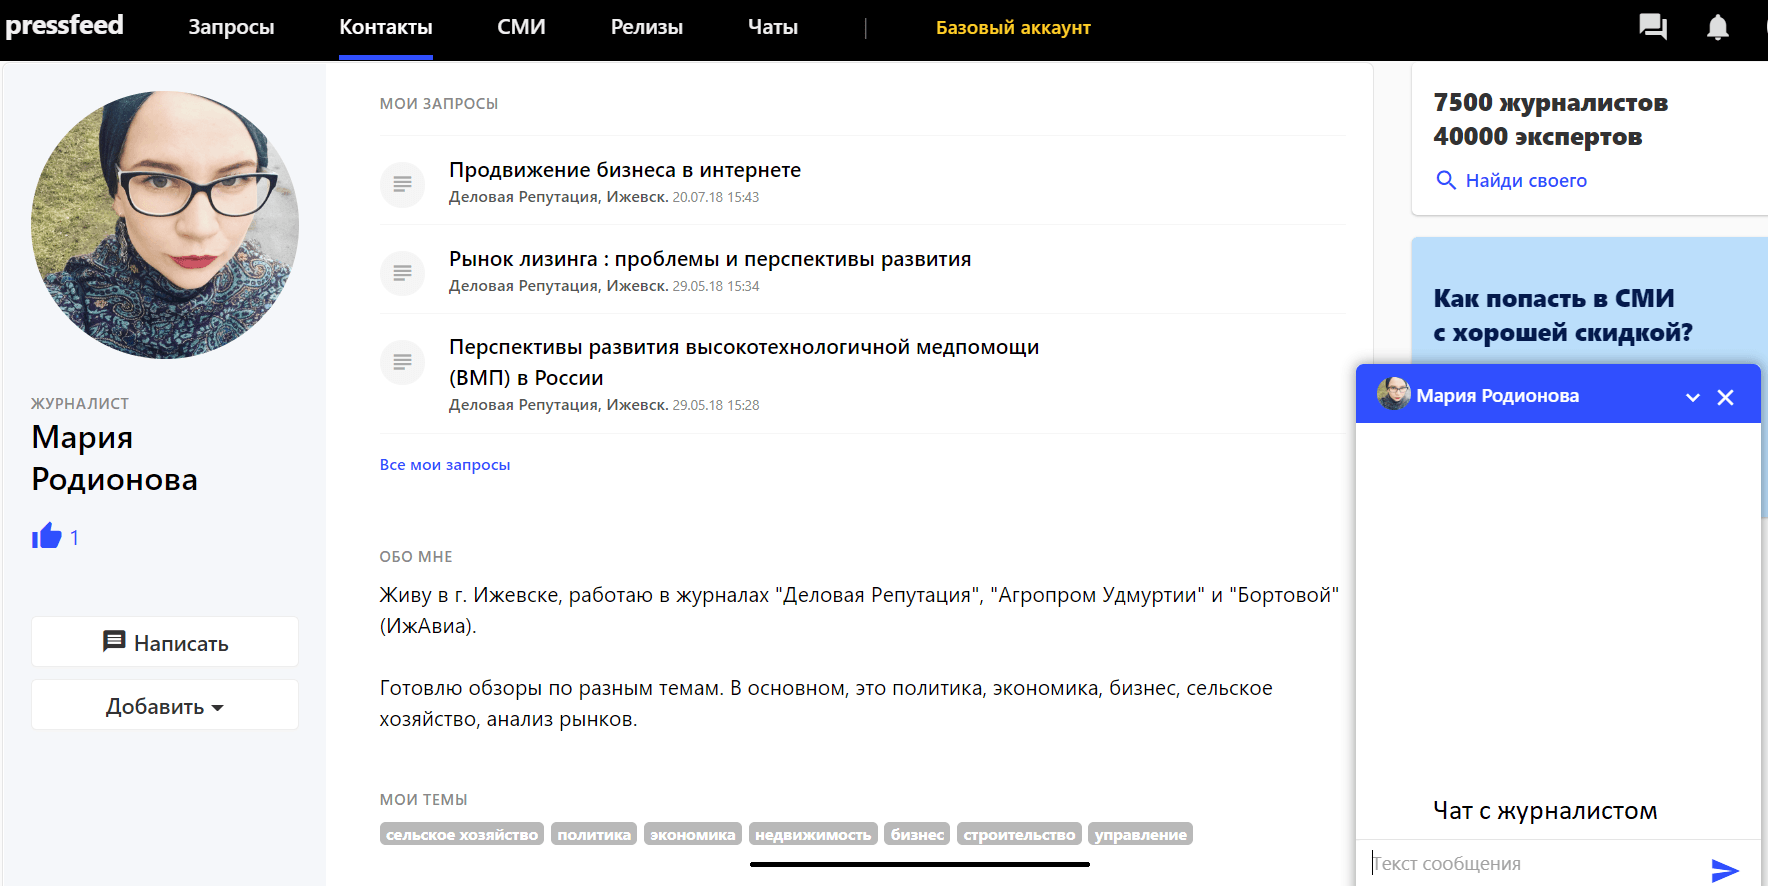 pressfeed
Запросы
Контакты
СМИ
Релизы
Чаты
Базовый аккаунт
ЖУРНАЛИСТ
Мария
Родионова
1
Написать
Добавить
МОИ ЗАПРОСЫ
Продвижение бизнеса в интернете
Деловая Репутация, Ижевск. 20.07.18 15:43
Рынок лизинга : проблемы и перспективы развития
Деловая Репутация, Ижевск. 29.05.18 15:34
Перспективы развития высокотехнологичной медпомощи
(ВМП) в России
Деловая Репутация, Ижевск. 29.05.18 15:28
Все мои запросы
ОБО МНЕ
Живу в г. Ижевске, работаю в журналах "Деловая Репутация", "Агропром Удмуртии" и "Бортовой"
(ИжАвиа).
Готовлю обзоры по разным темам. В основном, это политика, экономика, бизнес, сельское
хозяйство, анализ рынков.
МОИ ТЕМЫ
сельское хозяйство политика экономика недвижимость бизнес строительство управление
7500 журналистов
40000 экспертов
Найди своего
Как попасть в СМИ
с хорошей скидкой?
Мария Родионова
Чат с журналистом
Текст сообщения